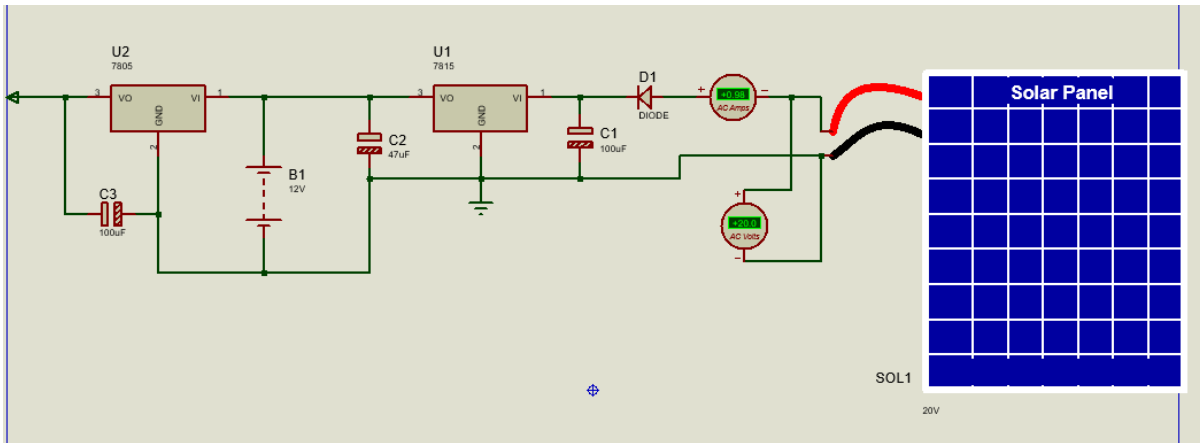 U2
7805
3
VO
VI
1
GND
2
C3
100uF
B1
12V
C2
47uF
U1
7815
3
VO
VI
1
GND
2
C1
100uF
D1
DIODE
+
+0.98
AC Amps
−
+
+20.0
AC Volts
−
Solar Panel
SOL1
20V